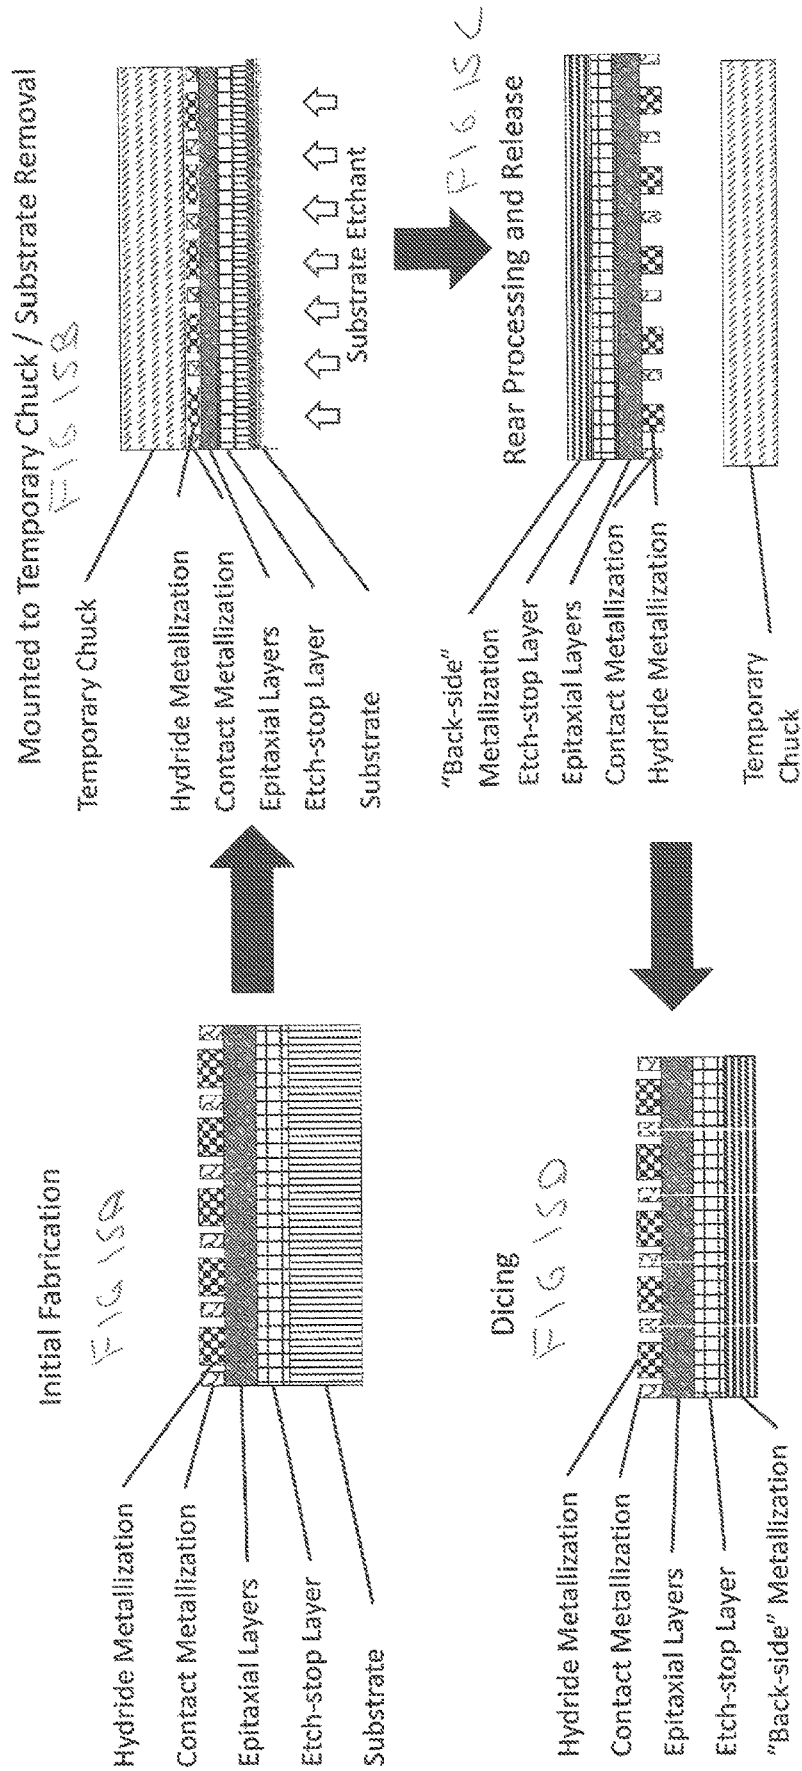 Initial Fabrication
FIG 15A
Hydride Metallization
Contact Metallization
Epitaxial Layers
Etch-stop Layer
Substrate
Mounted to Temporary Chuck / Substrate Removal
FIG 15B
Temporary Chuck
Hydride Metallization
Contact Metallization
Epitaxial Layers
Etch-stop Layer
Substrate
Substrate Etchant
FIG 15C
Rear Processing and Release
"Back-side"
Metallization
Etch-stop Layer
Epitaxial Layers
Contact Metallization
Hydride Metallization
Temporary
Chuck
Dicing
FIG 15D
Hydride Metallization
Contact Metallization
Epitaxial Layers
Etch-stop Layer
"Back-side" Metallization